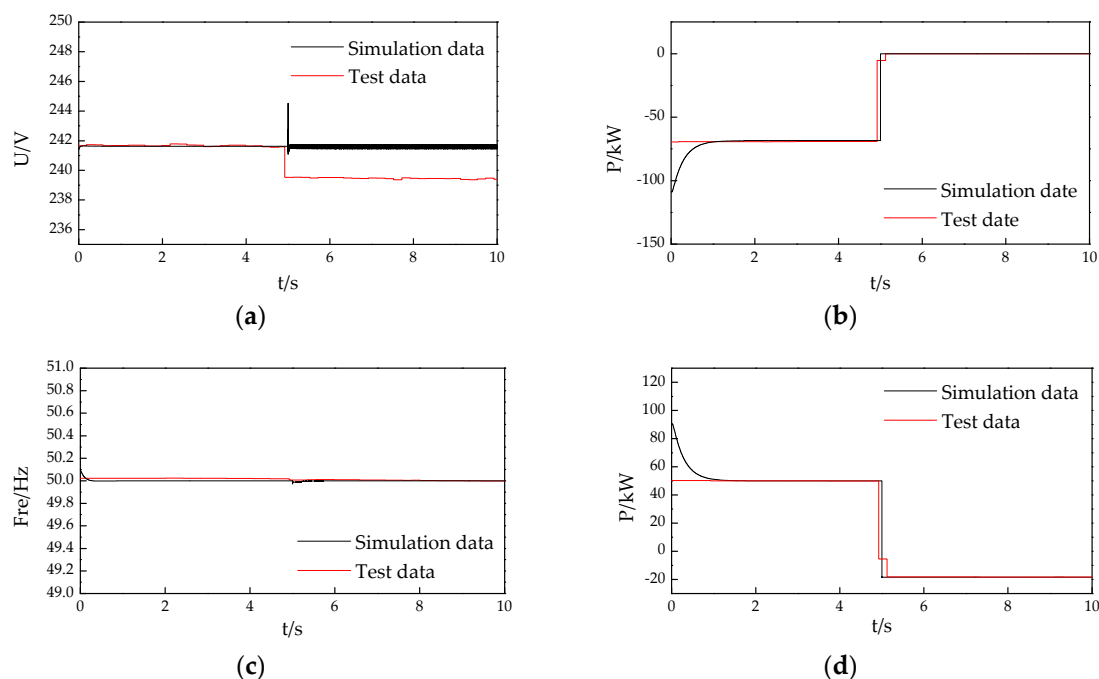 250
248
246
244
242
240
238
236
U/V
Simulation data
Test data
0 2 4 6 8 10
t/s
(a)
0
-50
-100
-150
P/kW
Simulation date
Test date
0 2 4 6 8 10
t/s
(b)
51.0
50.8
50.6
50.4
50.2
50.0
49.8
49.6
49.4
49.2
49.0
Fre/Hz
Simulation data
Test data
0 2 4 6 8 10
t/s
(c)
120
100
80
60
40
20
0
-20
P/kW
Simulation data
Test data
0 2 4 6 8 10
t/s
(d)